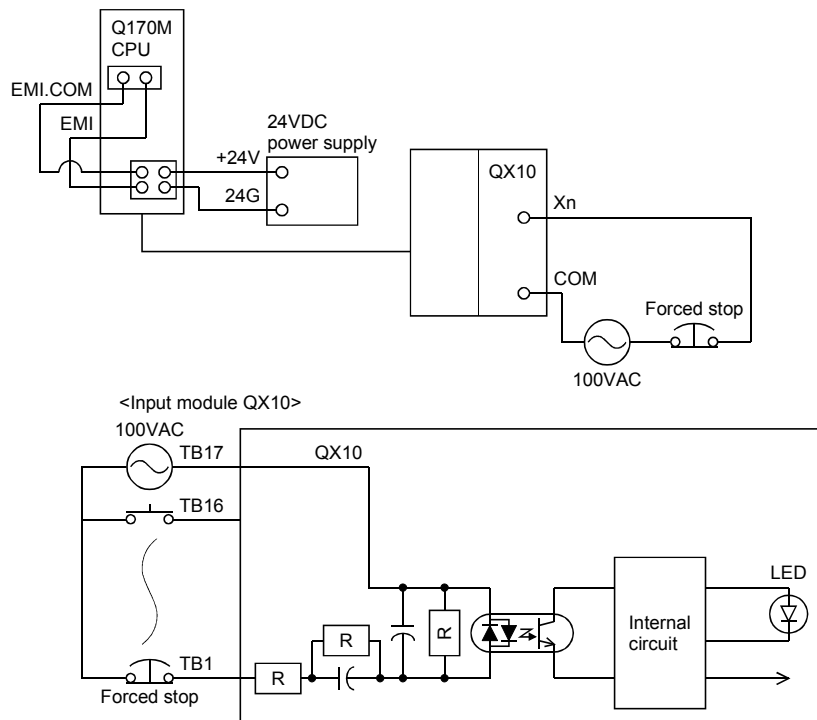 Q170M
CPU
EMI.COM
EMI
24VDC
power supply
+24V
24G
QX10
Xn
COM
Forced stop
100VAC
<Input module QX10>
100VAC
TB17
QX10
TB16
LED
R
Internal
circuit
R
TB1
R
Forced stop